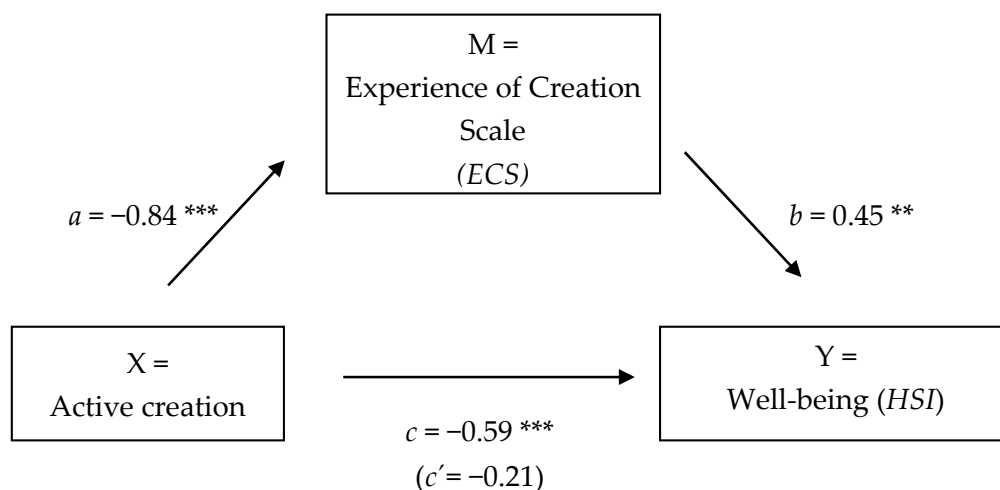 M =
Experience of Creation
Scale
(ECS)
a = −0.84 ***
b = 0.45 **
X =
Active creation
Y =
Well-being (HSI)
c = −0.59 ***
(c′= −0.21)